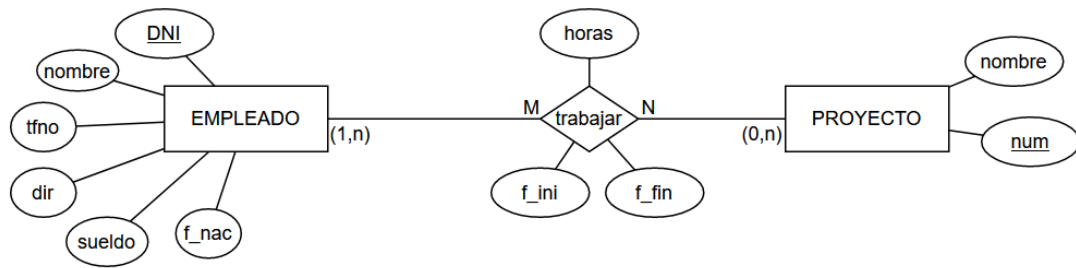 DNI
horas
nombre
nombre
tfno
EMPLEADO
(1,n)
M
trabajar
N
(0,n)
PROYECTO
num
dir
sueldo
f_nac
f_ini
f_fin